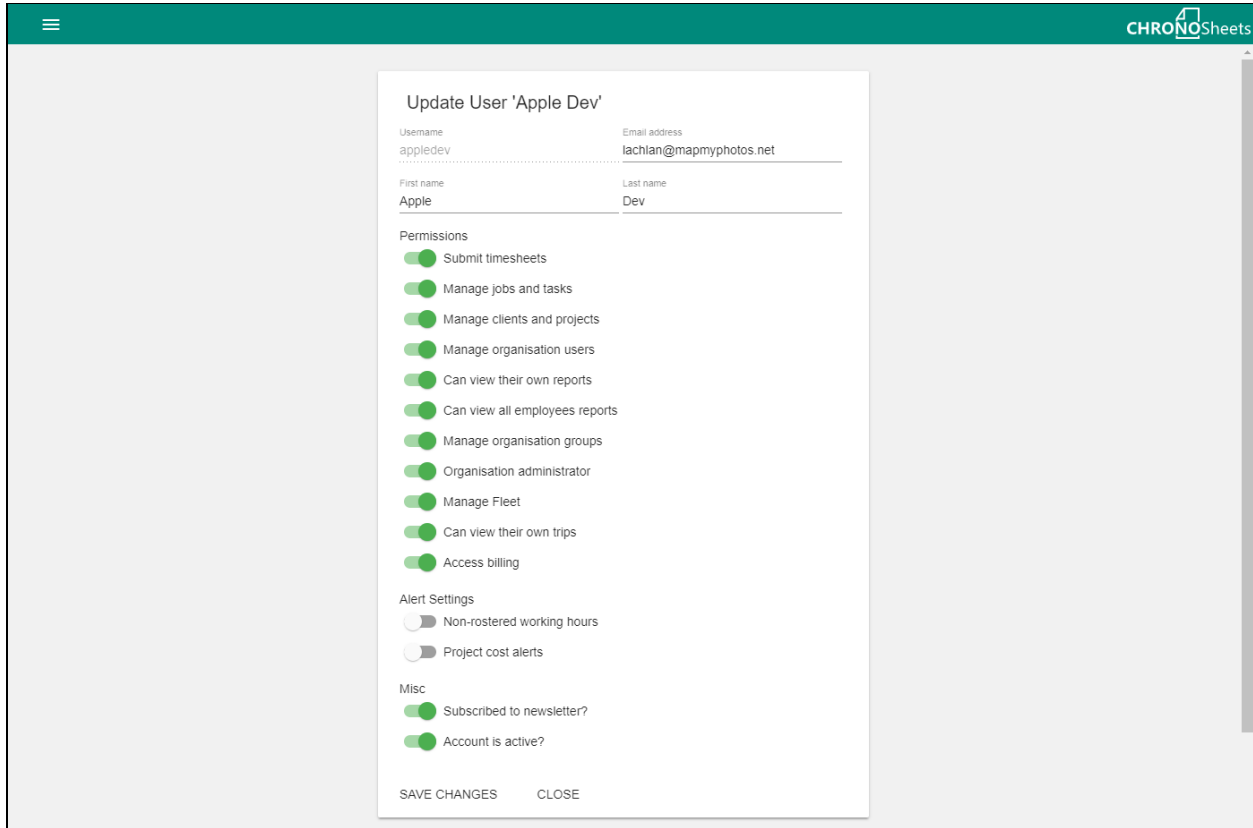 CHRONOSheets
Update User 'Apple Dev'
Username
Email address
appledev
lachlan@mapmyphotos.net
First name
Last name
Apple
Dev
Permissions
Submit timesheets
Manage jobs and tasks
Manage clients and projects
Manage organisation users
Can view their own reports
Can view all employees reports
Manage organisation groups
Organisation administrator
Manage Fleet
Can view their own trips
Access billing
Alert Settings
Non-rostered working hours
Project cost alerts
Misc
Subscribed to newsletter?
Account is active?
SAVE CHANGES
CLOSE